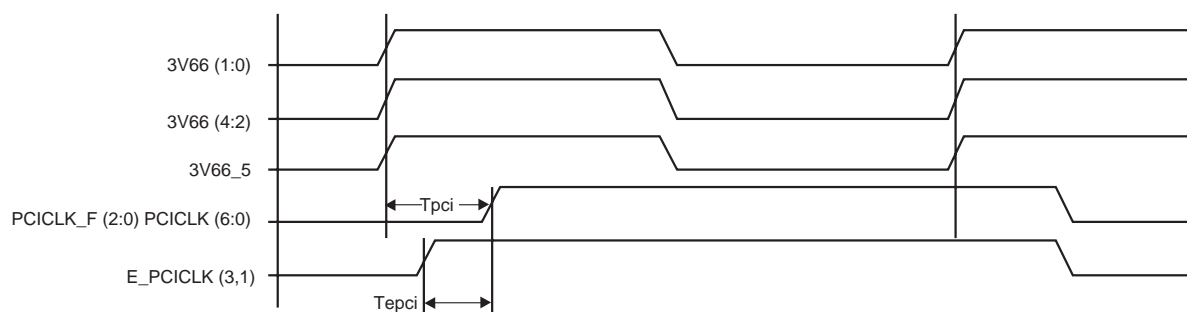 3V66 (1:0)
3V66 (4:2)
3V66_5
Tpci
PCICLK_F (2:0) PCICLK (6:0)
E_PCICLK (3,1)
Tepci